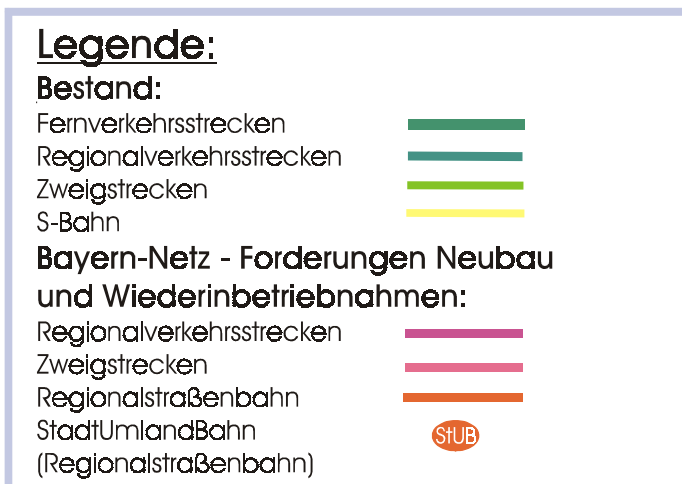 Legende:
Bestand:
Fernverkehrsstrecken
Regionalverkehrsstrecken
Zweigstrecken
S-Bahn
Bayern-Netz - Forderungen Neubau
und Wiederinbetriebnahmen:
Regionalverkehrsstrecken
Zweigstrecken
Regionalstraßenbahn
StadtUmlandBahn StUB
(Regionalstraßenbahn)